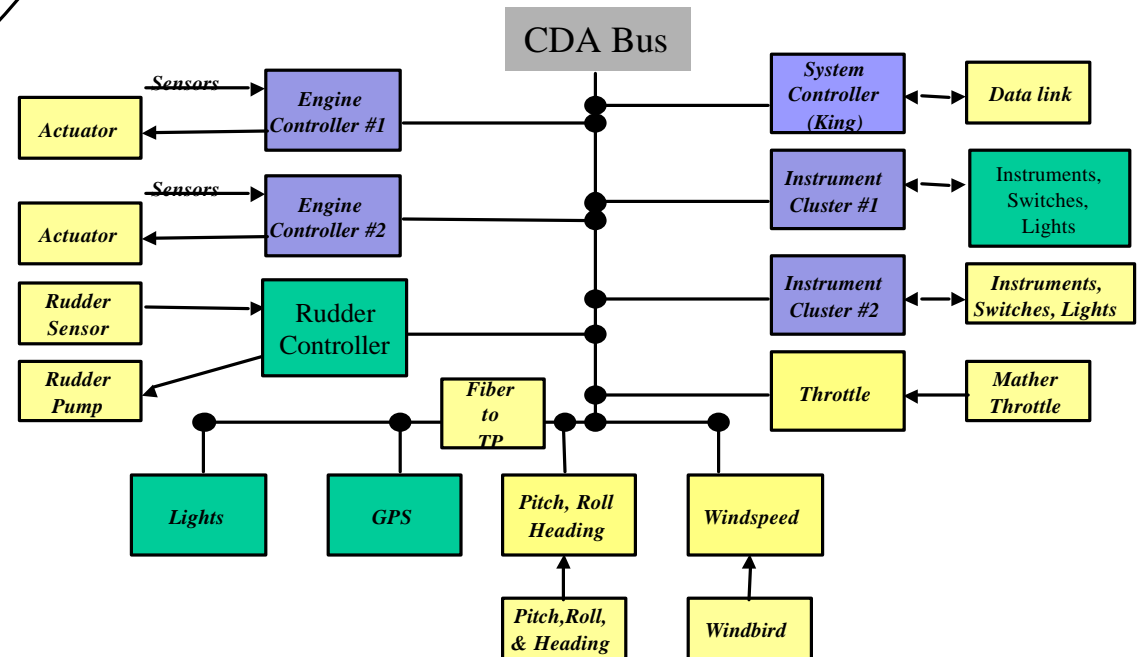 CDA Bus
Sensors
Actuator
Engine
Controller #1
Sensors
Actuator
Engine
Controller #2
Rudder
Sensor
Rudder
Pump
Rudder
Controller
System
Controller
(King)
Data link
Instrument
Cluster #1
Instruments,
Switches,
Lights
Instrument
Cluster #2
Instruments,
Switches, Lights
Throttle
Mather
Throttle
Fiber
to
TP
Lights
GPS
Pitch, Roll
Heading
Windspeed
Pitch,Roll,
& Heading
Windbird